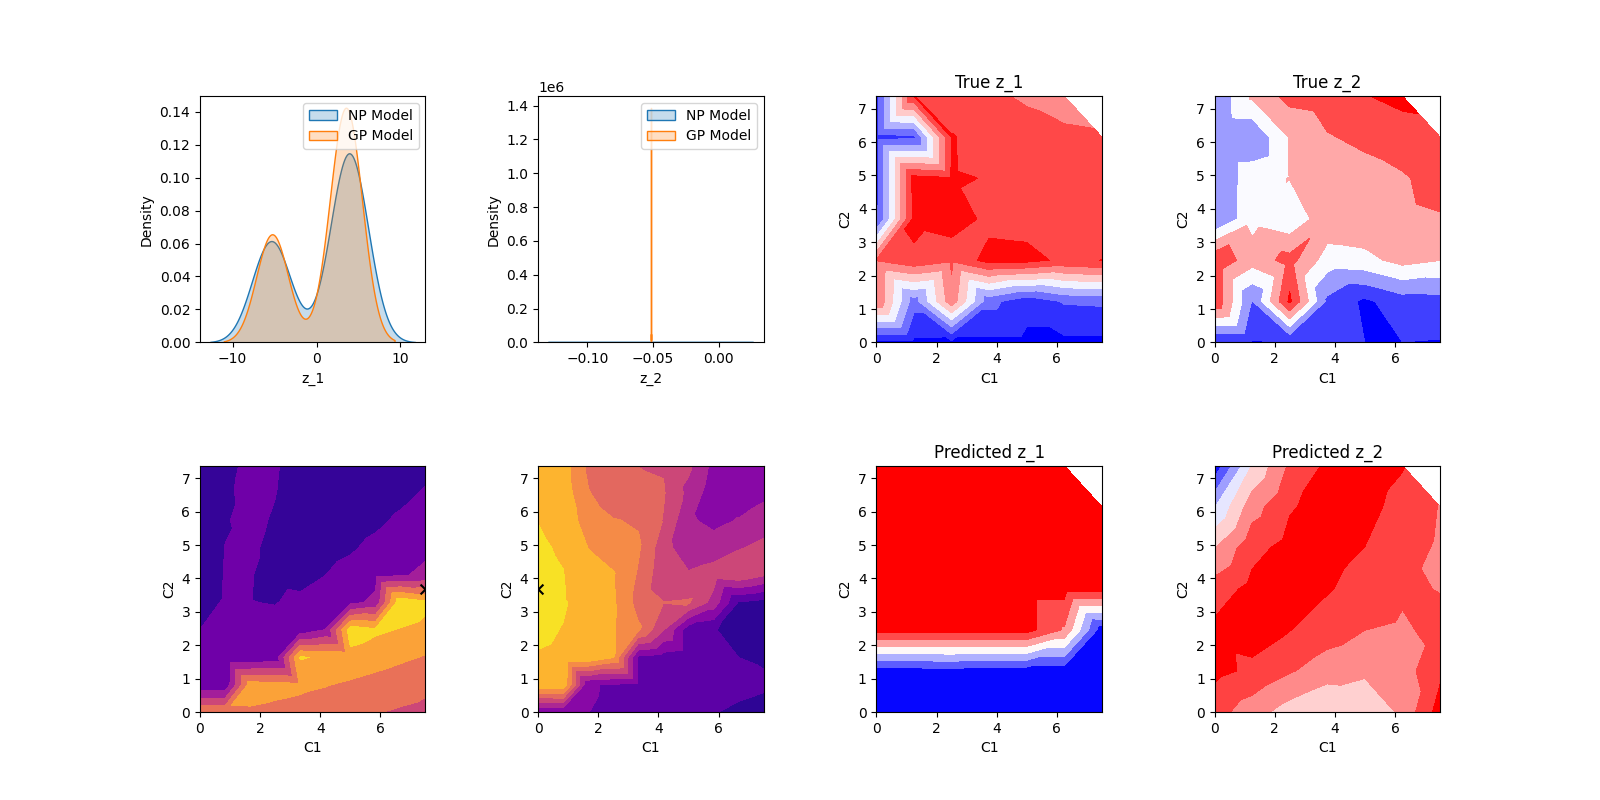 0.14
0.12
0.10
0.08
0.06
0.04
0.02
0.00
Density
NP Model
GP Model
−10 0 10
z_1
1e6
1.4
1.2
1.0
0.8
0.6
0.4
0.2
0.0
Density
NP Model
GP Model
−0.10 −0.05 0.00
z_2
True z_1
7
6
5
4
3
2
1
0
C2
0 2 4 6
C1
True z_2
7
6
5
4
3
2
1
0
C2
0 2 4 6
C1
7
6
5
4
3
2
1
0
C2
0 2 4 6
C1
7
6
5
4
3
2
1
0
C2
0 2 4 6
C1
Predicted z_1
7
6
5
4
3
2
1
0
C2
0 2 4 6
C1
Predicted z_2
7
6
5
4
3
2
1
0
C2
0 2 4 6
C1